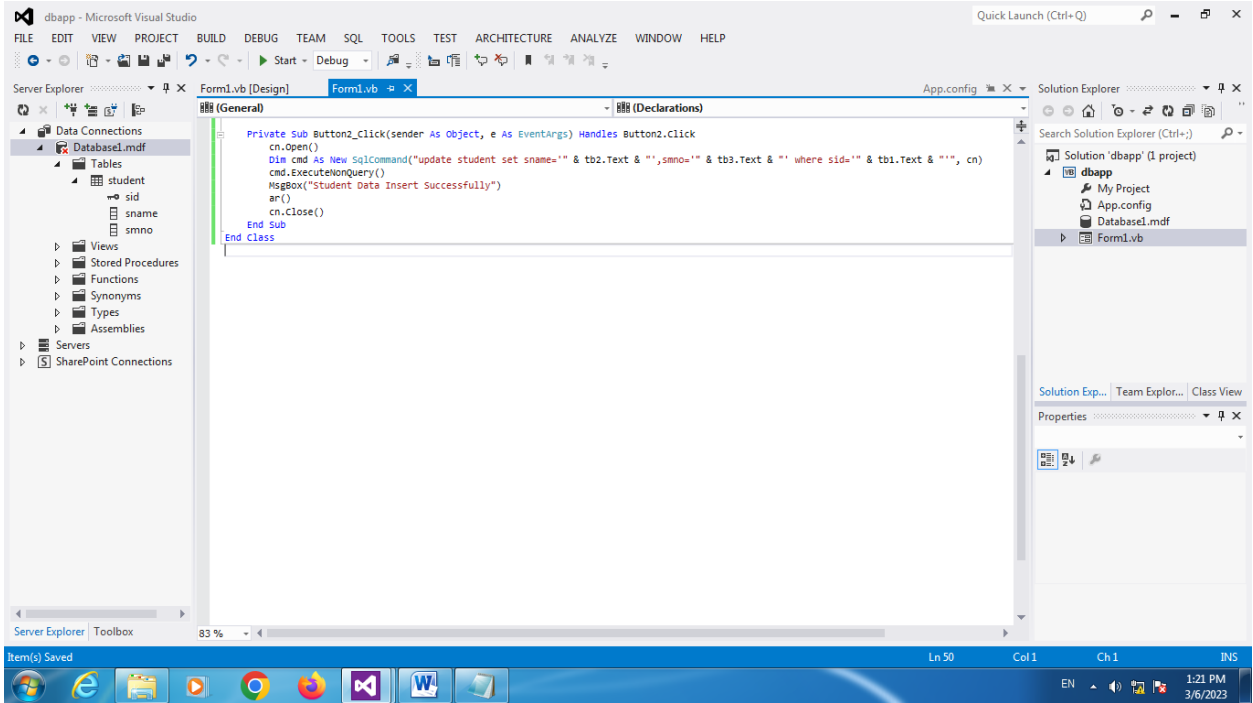 dbapp - Microsoft Visual Studio
Quick Launch (Ctrl+Q)
FILE EDIT VIEW PROJECT BUILD DEBUG TEAM SQL TOOLS TEST ARCHITECTURE ANALYZE WINDOW HELP
Start Debug
Server Explorer
Data Connections
Database1.mdf
Tables
student
sid
sname
smno
Views
Stored Procedures
Functions
Synonyms
Types
Assemblies
Servers
SharePoint Connections
Server Explorer Toolbox
Form1.vb [Design] Form1.vb App.config
(General) (Declarations)
Private Sub Button2_Click(sender As Object, e As EventArgs) Handles Button2.Click
cn.Open()
Dim cmd As New SqlCommand("update student set sname='" & tb2.Text & "',smno='" & tb3.Text & "' where sid='" & tb1.Text & "'", cn)
cmd.ExecuteNonQuery()
MsgBox("Student Data Insert Successfully")
ar()
cn.Close()
End Sub
End Class
83 %
Solution Explorer
Search Solution Explorer (Ctrl+;)
Solution 'dbapp' (1 project)
VB dbapp
My Project
App.config
Database1.mdf
Form1.vb
Solution Exp... Team Explor... Class View
Properties
Item(s) Saved Ln 50 Col 1 Ch 1 INS
EN 1:21 PM
3/6/2023